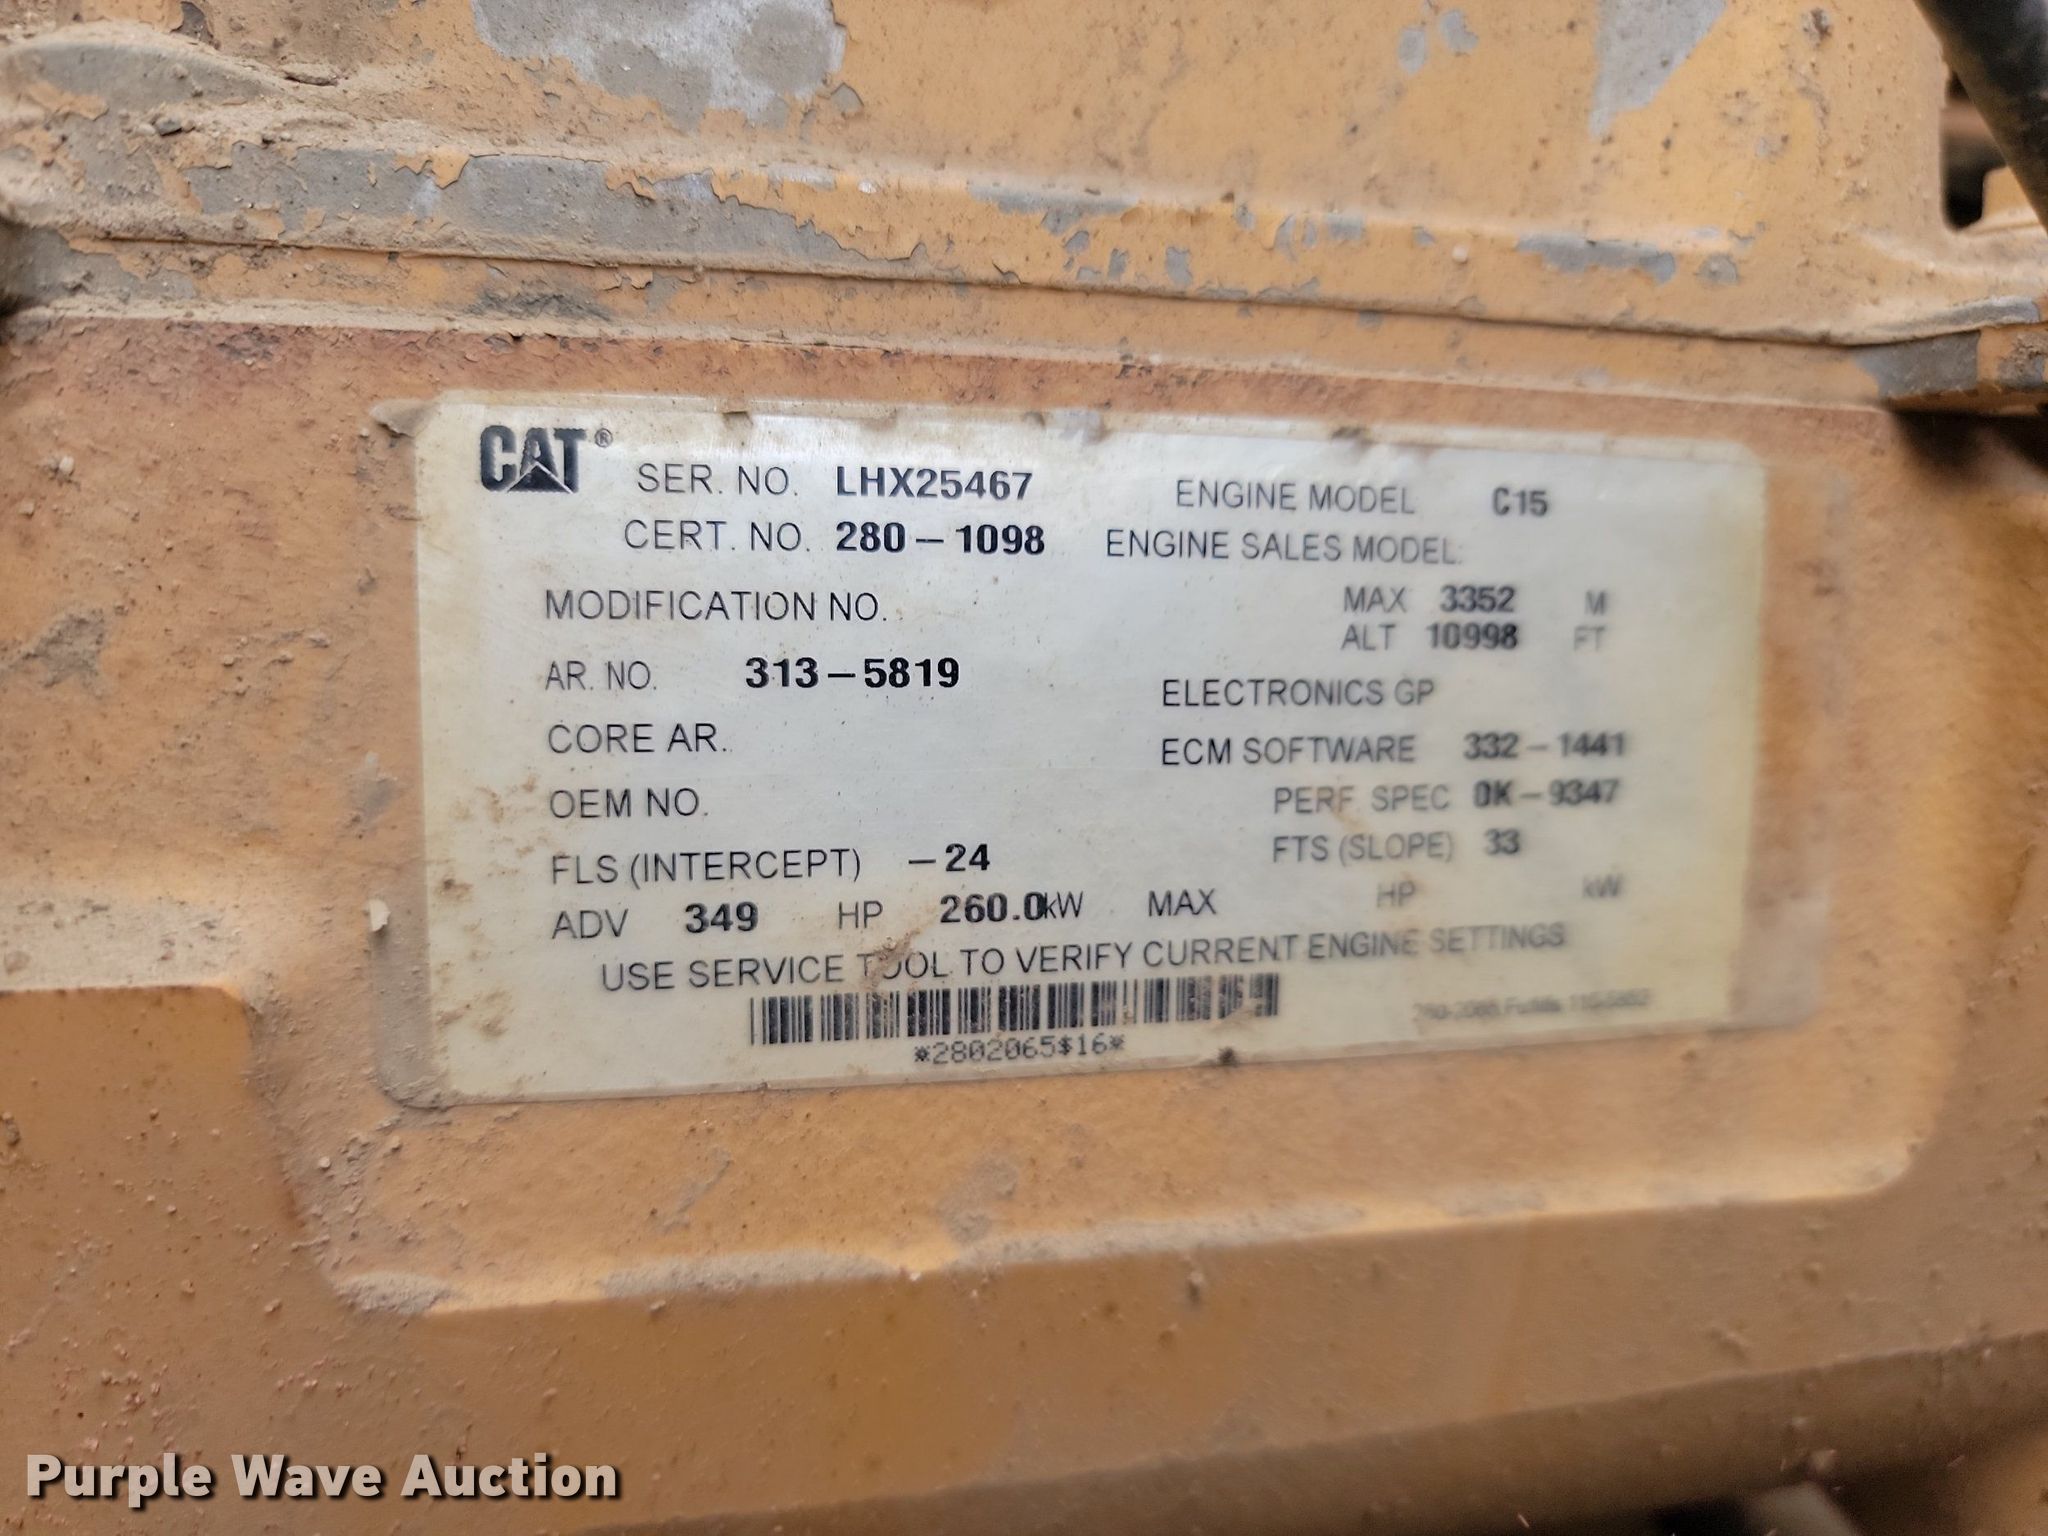 CAT® SER. NO. LHX25467 ENGINE MODEL C15
CERT. NO. 280-1098 ENGINE SALES MODEL:
MODIFICATION NO. MAX 3352 M
ALT 10998 FT
AR. NO. 313-5819 ELECTRONICS GP
CORE AR. ECM SOFTWARE 332-1441
OEM NO. PERF. SPEC 0K-9347
FLS (INTERCEPT) -24 FTS (SLOPE) 33
ADV 349 HP 260.0kW MAX HP kW
USE SERVICE TOOL TO VERIFY CURRENT ENGINE SETTINGS
*2802065$16*
Purple Wave Auction